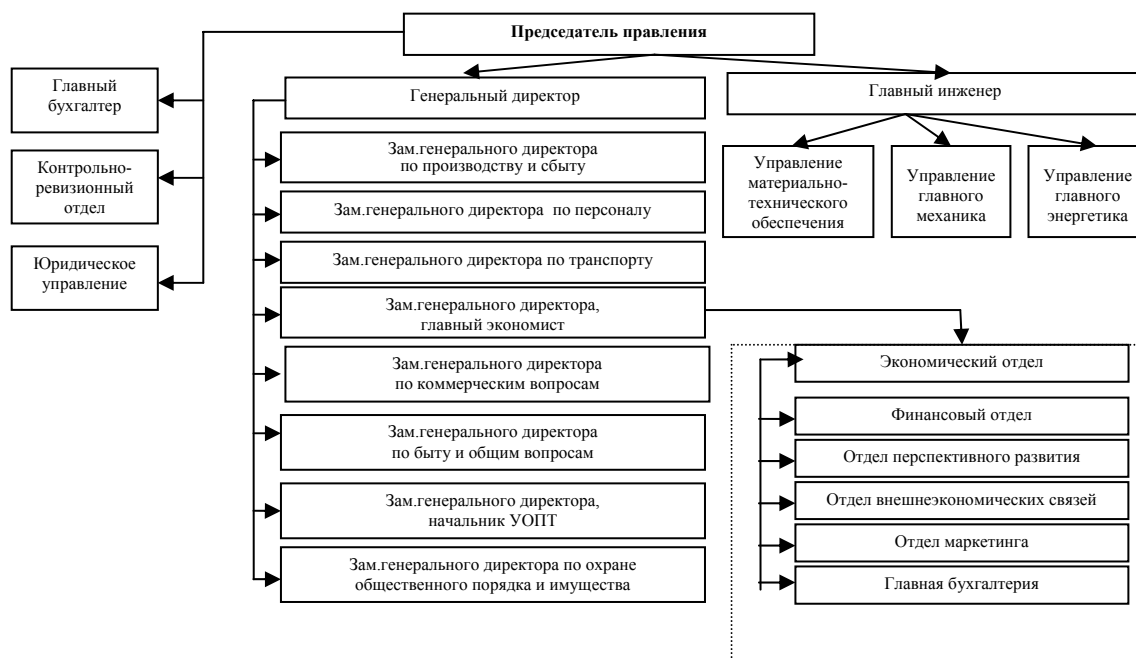 Председатель правления
Главный
бухгалтер
Контрольно-
ревизионный
отдел
Юридическое
управление
Генеральный директор
Зам.генерального директора
по производству и сбыту
Зам.генерального директора по персоналу
Зам.генерального директора по транспорту
Зам.генерального директора,
главный экономист
Зам.генерального директора
по коммерческим вопросам
Зам.генерального директора
по быту и общим вопросам
Зам.генерального директора,
начальник УОПТ
Зам.генерального директора по охране
общественного порядка и имущества
Главный инженер
Управление
материально-
технического
обеспечения
Управление
главного
механика
Управление
главного
энергетика
Экономический отдел
Финансовый отдел
Отдел перспективного развития
Отдел внешнеэкономических связей
Отдел маркетинга
Главная бухгалтерия